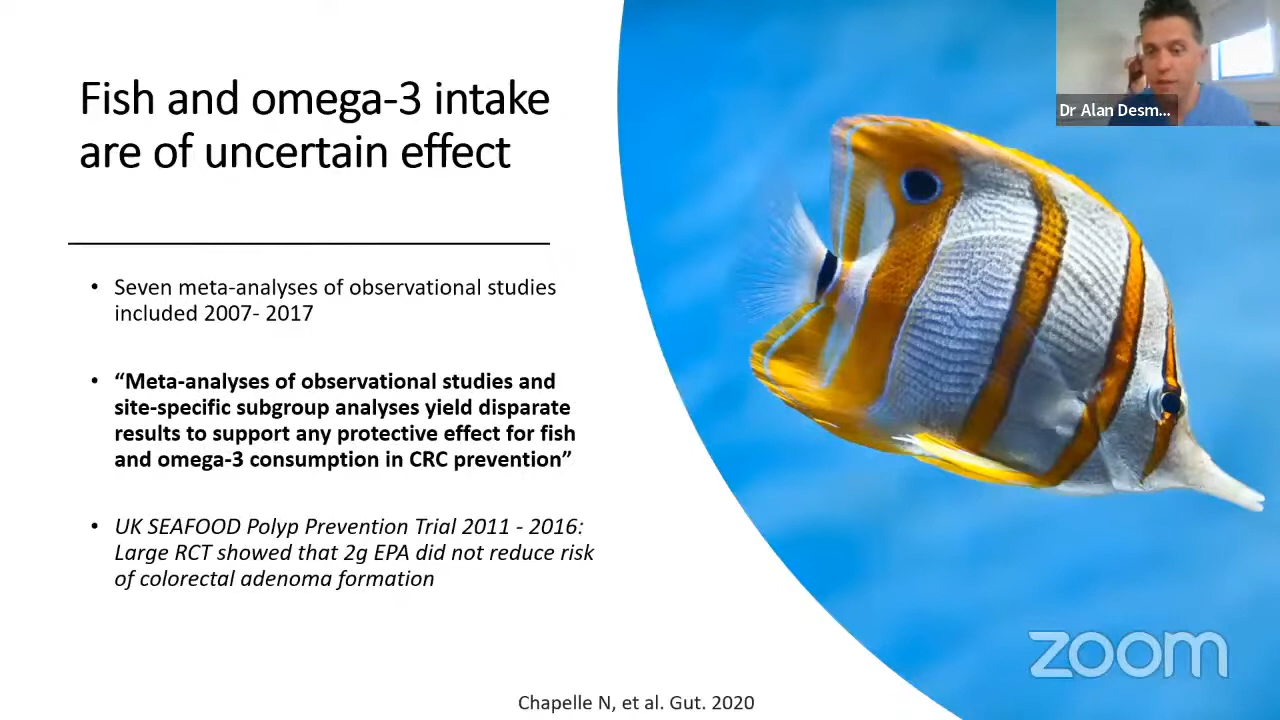 Fish and omega-3 intake
are of uncertain effect
• Seven meta-analyses of observational studies
included 2007- 2017
• “Meta-analyses of observational studies and
site-specific subgroup analyses yield disparate
results to support any protective effect for fish
and omega-3 consumption in CRC prevention”
• UK SEAFOOD Polyp Prevention Trial 2011 - 2016:
Large RCT showed that 2g EPA did not reduce risk
of colorectal adenoma formation
Chapelle N, et al. Gut. 2020
Dr Alan Desm...
zoom